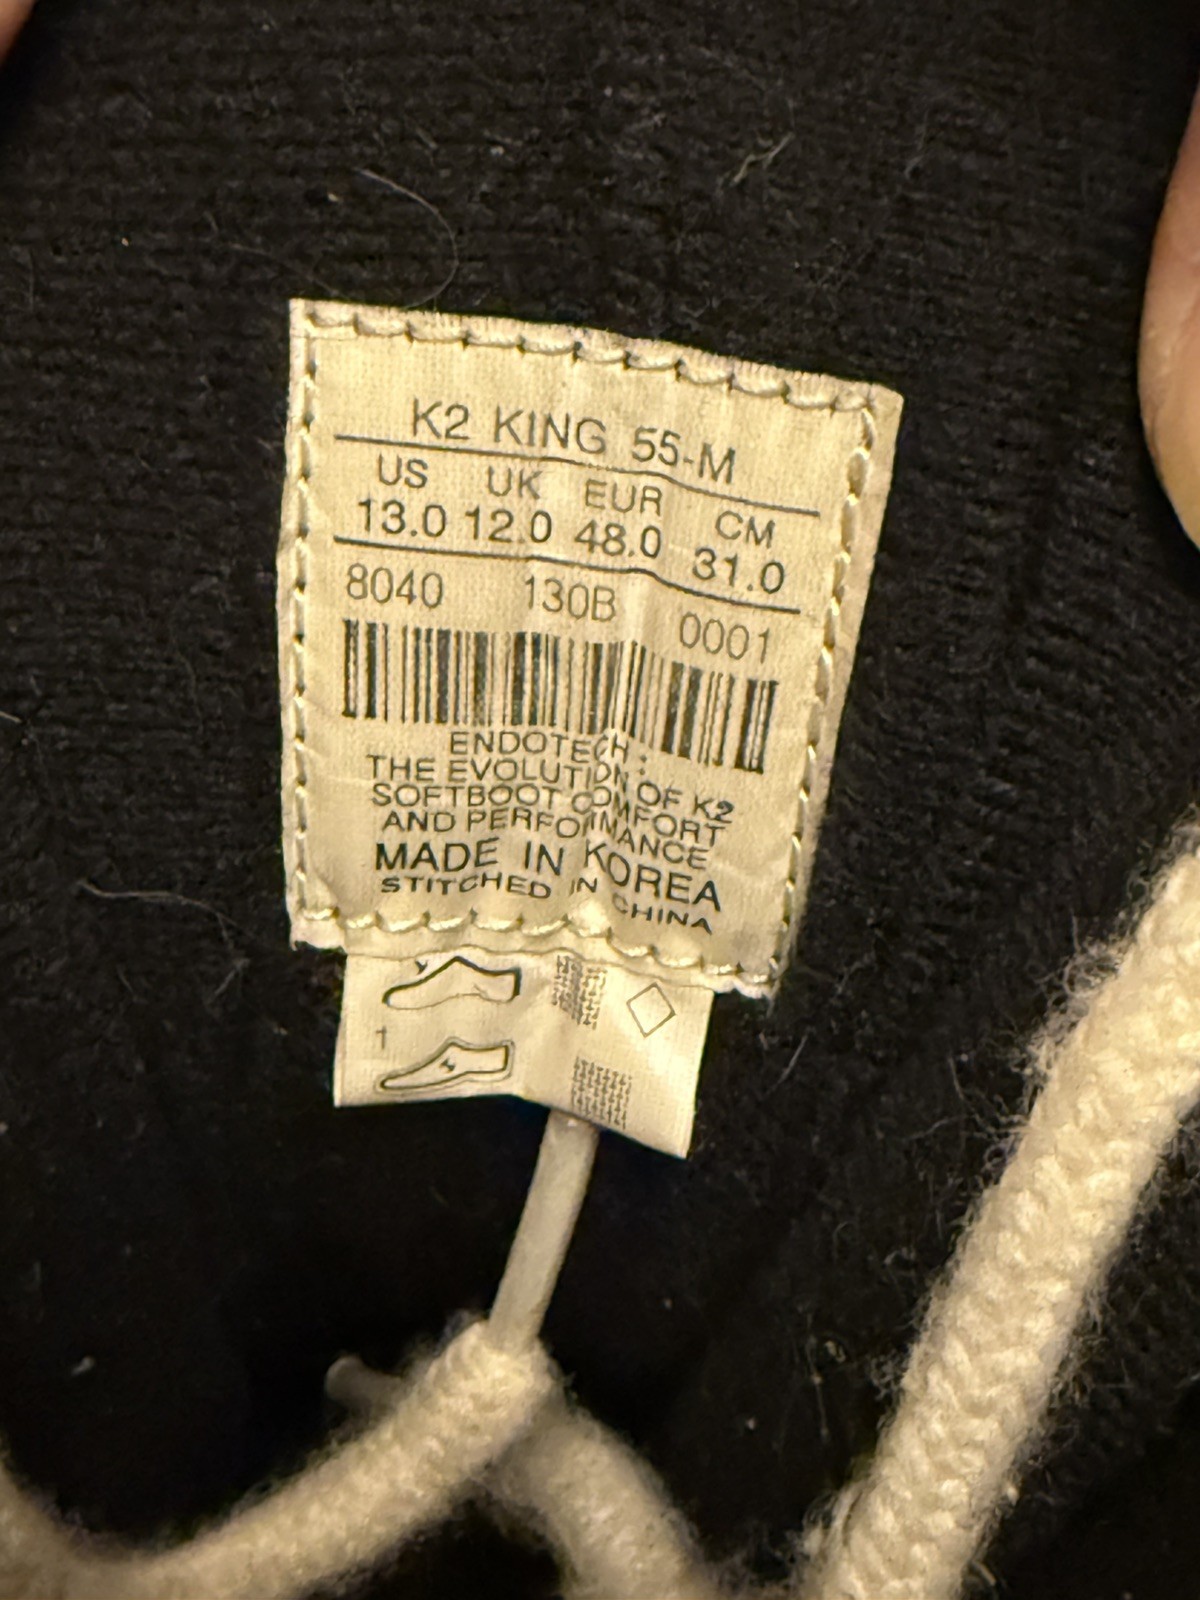 K2 KING 55-M
US UK EUR CM
13.0 12.0 48.0 31.0
8040 130B 0001
ENDOTECH :
THE EVOLUTION OF K2
SOFTBOOT COMFORT
AND PERFORMANCE
MADE IN KOREA
STITCHED IN CHINA
1